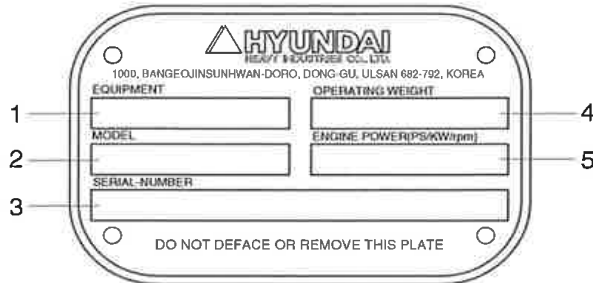 HYUNDAI
HEAVY INDUSTRIES CO., LTD.
1000, BANGEOJINSUNHWAN-DORO, DONG-GU, ULSAN 682-792, KOREA
EQUIPMENT OPERATING WEIGHT
1 4
MODEL ENGINE POWER(PS/KW/rpm)
2 5
SERIAL-NUMBER
3
DO NOT DEFACE OR REMOVE THIS PLATE